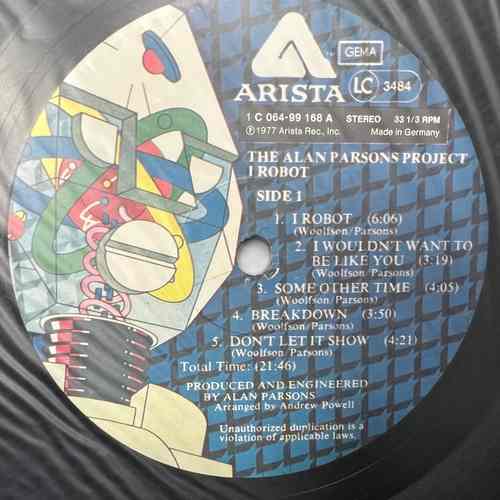 GEMA
ARISTA LC 3484
1 C 064-99 168 A STEREO 33 1/3 RPM
Ⓟ1977 Arista Rec., Inc. Made in Germany
THE ALAN PARSONS PROJECT
I ROBOT
SIDE 1
1. I ROBOT (6:06)
(Woolfson/Parsons)
2. I WOULDN'T WANT TO
BE LIKE YOU (3:19)
(Woolfson/Parsons)
3. SOME OTHER TIME (4:05)
(Woolfson/Parsons)
4. BREAKDOWN (3:50)
(Woolfson/Parsons)
5. DON'T LET IT SHOW (4:21)
(Woolfson/Parsons)
Total Time: (21:46)
PRODUCED AND ENGINEERED
BY ALAN PARSONS
Arranged by Andrew Powell
Unauthorized duplication is a
violation of applicable laws.